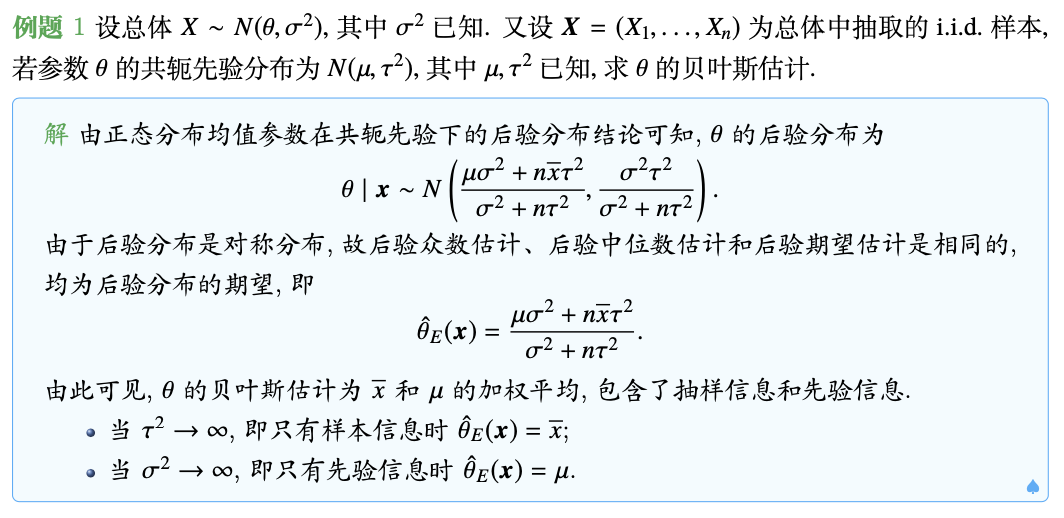 例题 1 设总体 $X \sim N(\theta, \sigma^2)$, 其中 $\sigma^2$ 已知. 又设 $\boldsymbol{X} = (X_1, \ldots, X_n)$ 为总体中抽取的 i.i.d. 样本,
若参数 $\theta$ 的共轭先验分布为 $N(\mu, \tau^2)$, 其中 $\mu, \tau^2$ 已知, 求 $\theta$ 的贝叶斯估计.
解 由正态分布均值参数在共轭先验下的后验分布结论可知, $\theta$ 的后验分布为
$\theta \mid \boldsymbol{x} \sim N\left(\frac{\mu\sigma^2 + n\overline{x}\tau^2}{\sigma^2 + n\tau^2}, \frac{\sigma^2\tau^2}{\sigma^2 + n\tau^2}\right).$
由于后验分布是对称分布, 故后验众数估计、后验中位数估计和后验期望估计是相同的,
均为后验分布的期望, 即
$\hat{\theta}_E(\boldsymbol{x}) = \frac{\mu\sigma^2 + n\overline{x}\tau^2}{\sigma^2 + n\tau^2}.$
由此可见, $\theta$ 的贝叶斯估计为 $\overline{x}$ 和 $\mu$ 的加权平均, 包含了抽样信息和先验信息.
当 $\tau^2 \to \infty$, 即只有样本信息时 $\hat{\theta}_E(\boldsymbol{x}) = \overline{x}$;
当 $\sigma^2 \to \infty$, 即只有先验信息时 $\hat{\theta}_E(\boldsymbol{x}) = \mu$.